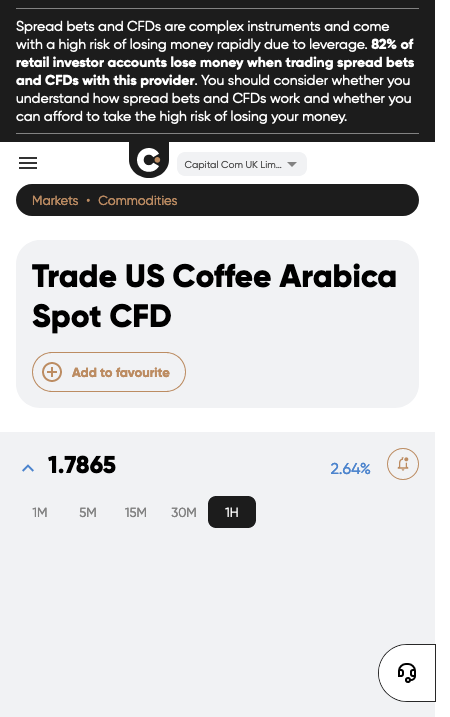 Spread bets and CFDs are complex instruments and come
with a high risk of losing money rapidly due to leverage. 82% of
retail investor accounts lose money when trading spread bets
and CFDs with this provider. You should consider whether you
understand how spread bets and CFDs work and whether you
can afford to take the high risk of losing your money.
Capital Com UK Lim...
Markets • Commodities
Trade US Coffee Arabica
Spot CFD
Add to favourite
1.7865
2.64%
1M 5M 15M 30M 1H